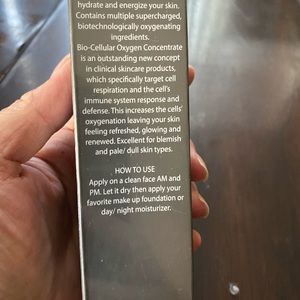 hydrate and energize your skin.
Contains multiple supercharged,
biotechnologically oxygenating
ingredients.
Bio-Cellular Oxygen Concentrate
is an outstanding new concept
in clinical skincare products,
which specifically target cell
respiration and the cell's
immune system response and
defense. This increases the cells'
oxygenation leaving your skin
feeling refreshed, glowing and
renewed. Excellent for blemish
and pale/ dull skin types.
HOW TO USE
Apply on a clean face AM and
PM. Let it dry then apply your
favorite make up foundation or
day/ night moisturizer.